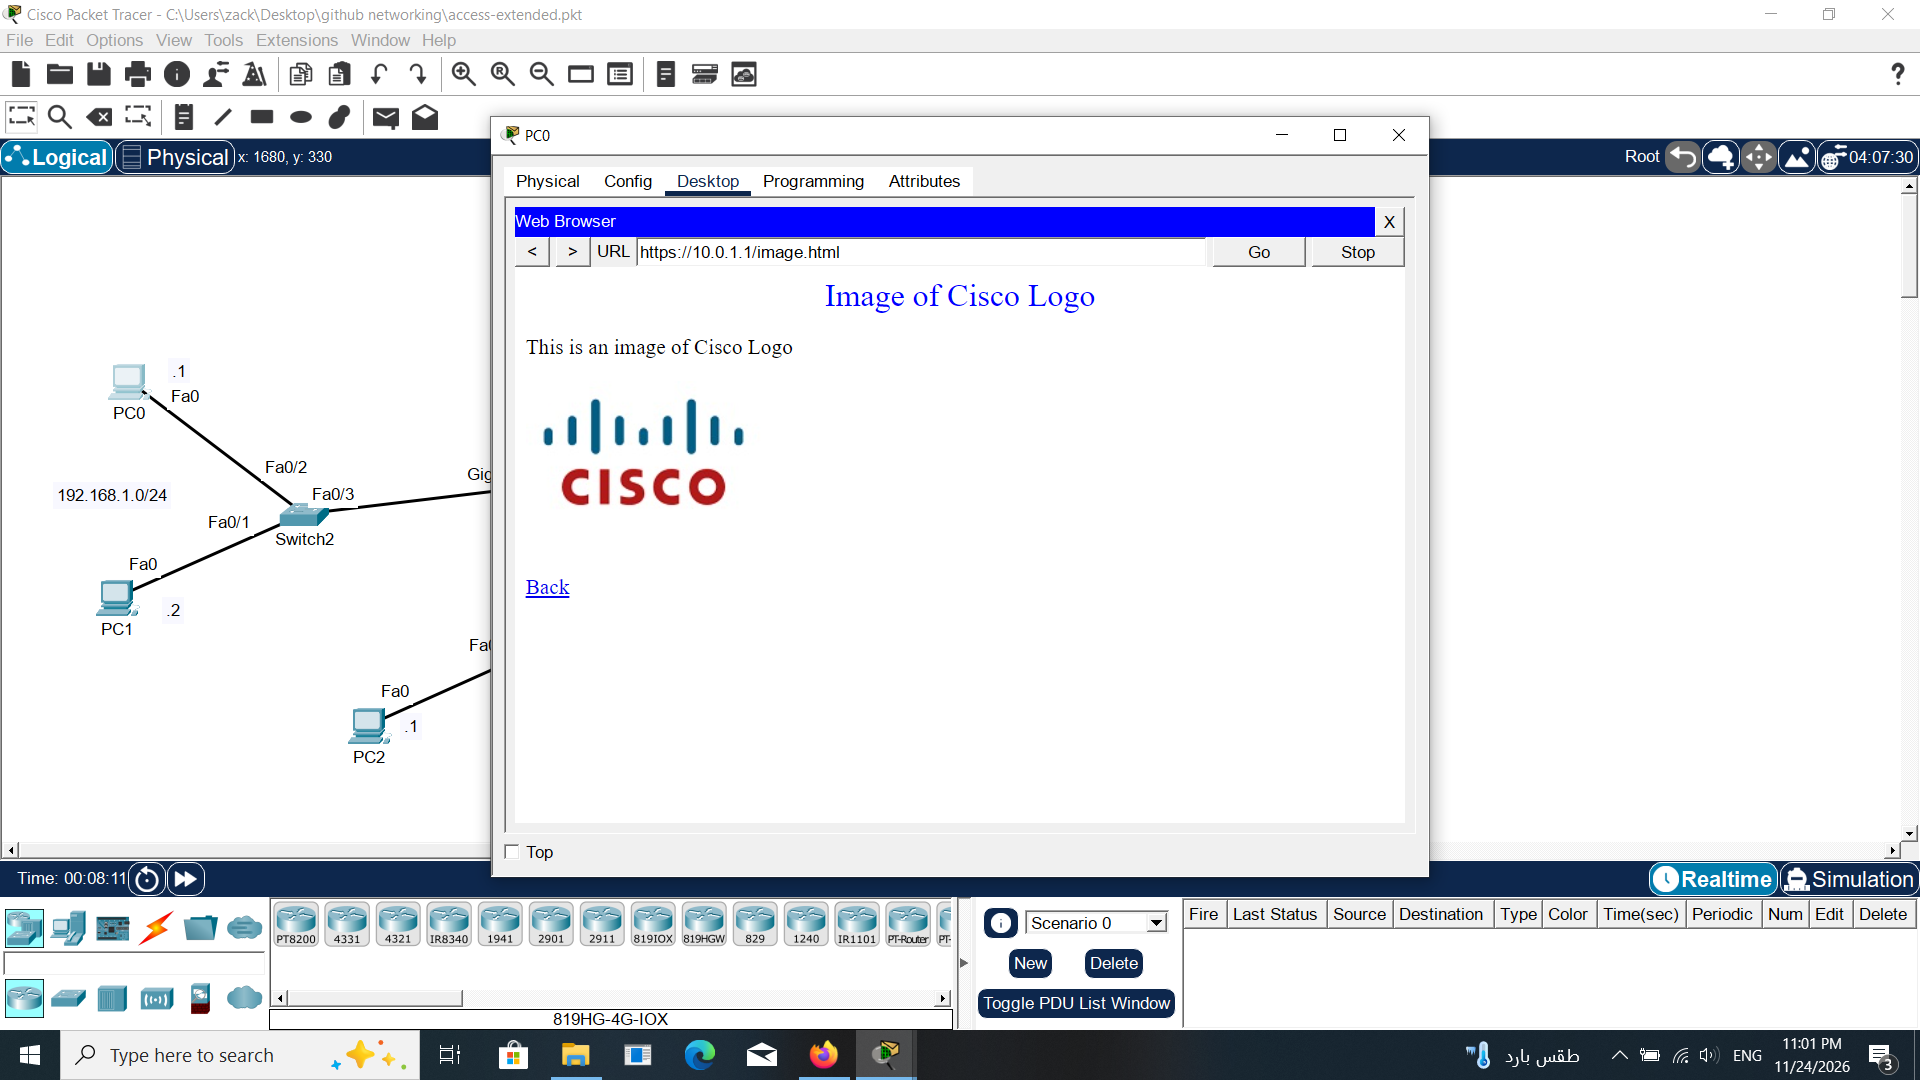 Cisco Packet Tracer - C:\Users\zack\Desktop\github networking\access-extended.pkt
File Edit Options View Tools Extensions Window Help
Logical Physical x: 1680, y: 330 Root 04:07:30
PC0
Physical Config Desktop Programming Attributes
Web Browser X
< > URL https://10.0.1.1/image.html Go Stop
Image of Cisco Logo
This is an image of Cisco Logo
CISCO
Back
Top
.1
Fa0
PC0
Fa0/2
Gig
192.168.1.0/24
Fa0/3
Fa0/1
Switch2
Fa0
.2
PC1
Fa0
.1
PC2
Time: 00:08:11 Realtime Simulation
PT8200 4331 4321 IR8340 1941 2901 2911 819IOX 819HGW 829 1240 IR1101 PT-Router PT-
819HG-4G-IOX
Scenario 0
New Delete
Toggle PDU List Window
Fire Last Status Source Destination Type Color Time(sec) Periodic Num Edit Delete
Type here to search
طقس بارد
ENG
11:01 PM
11/24/2026
3